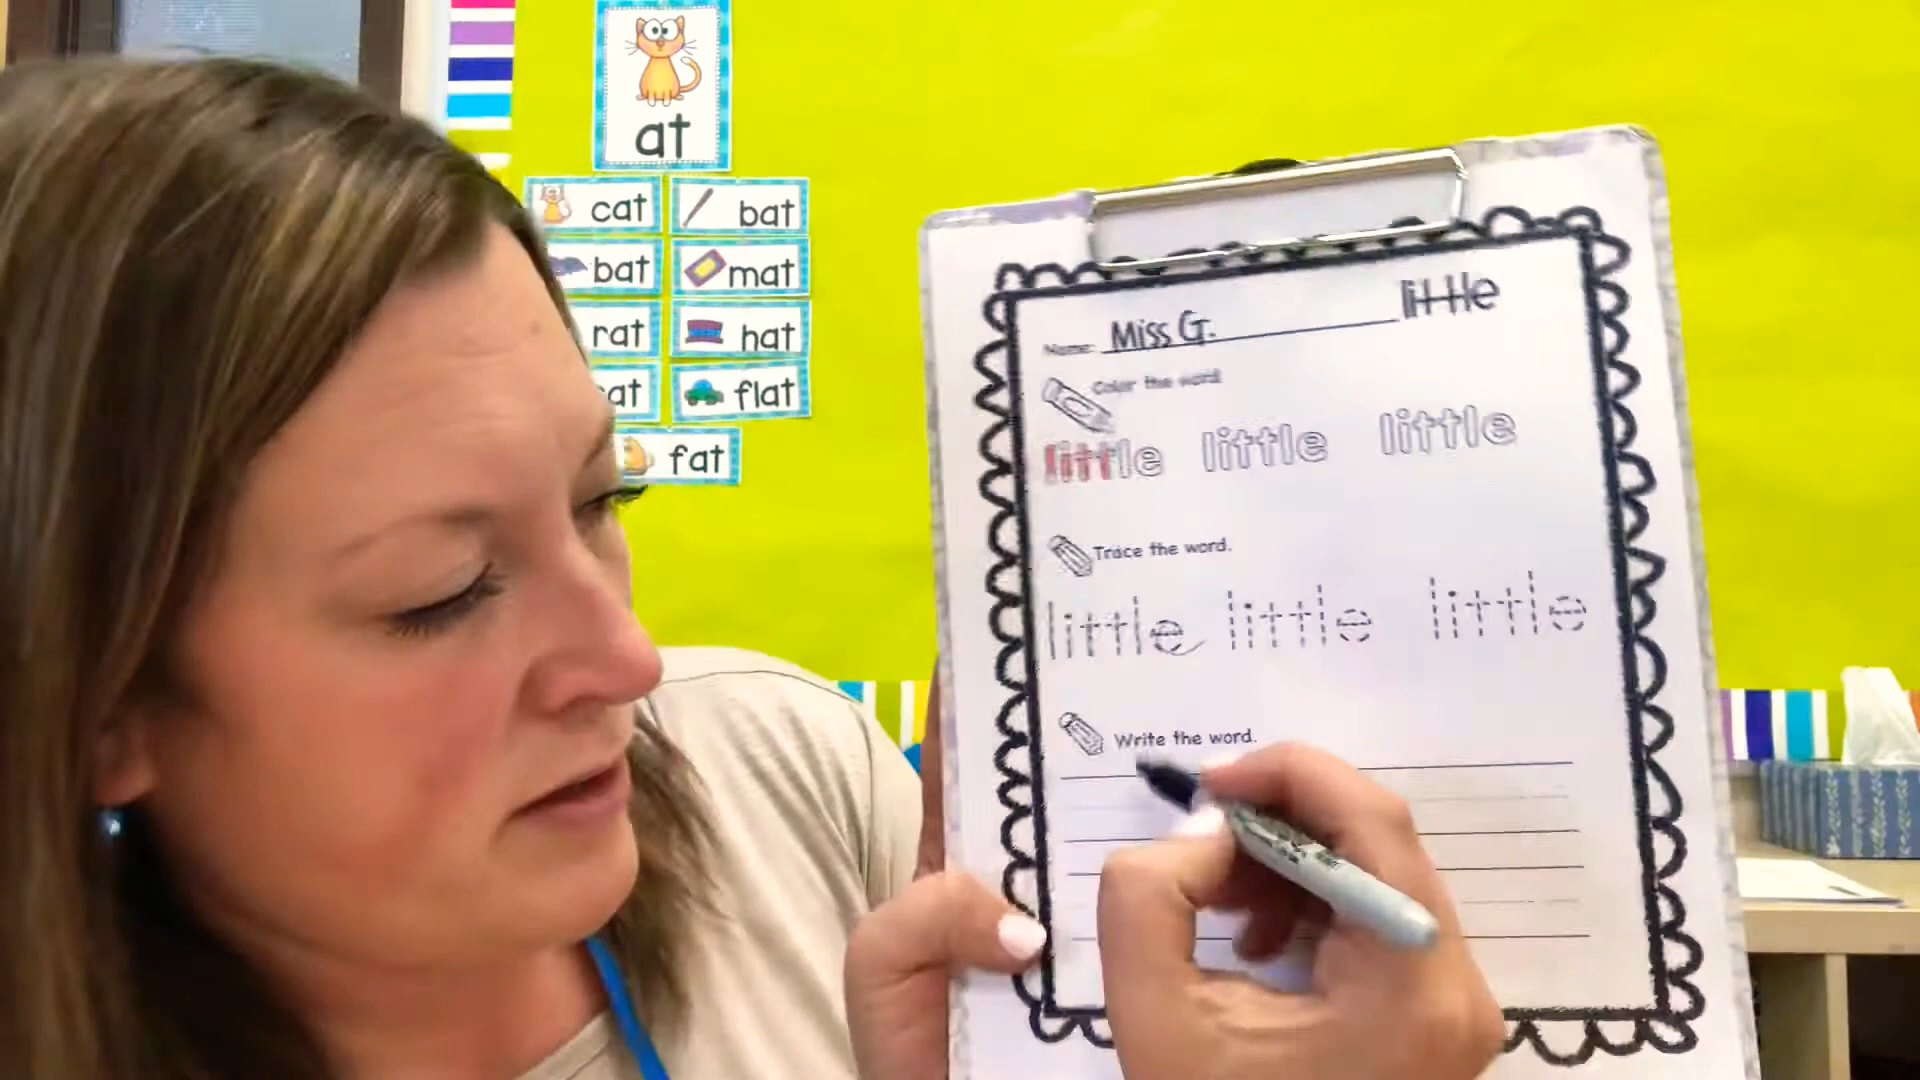 at
cat bat
bat mat
rat hat
at flat
fat
little
Name: Miss G.
Color the word
little little little
Trace the word.
little little little
Write the word.